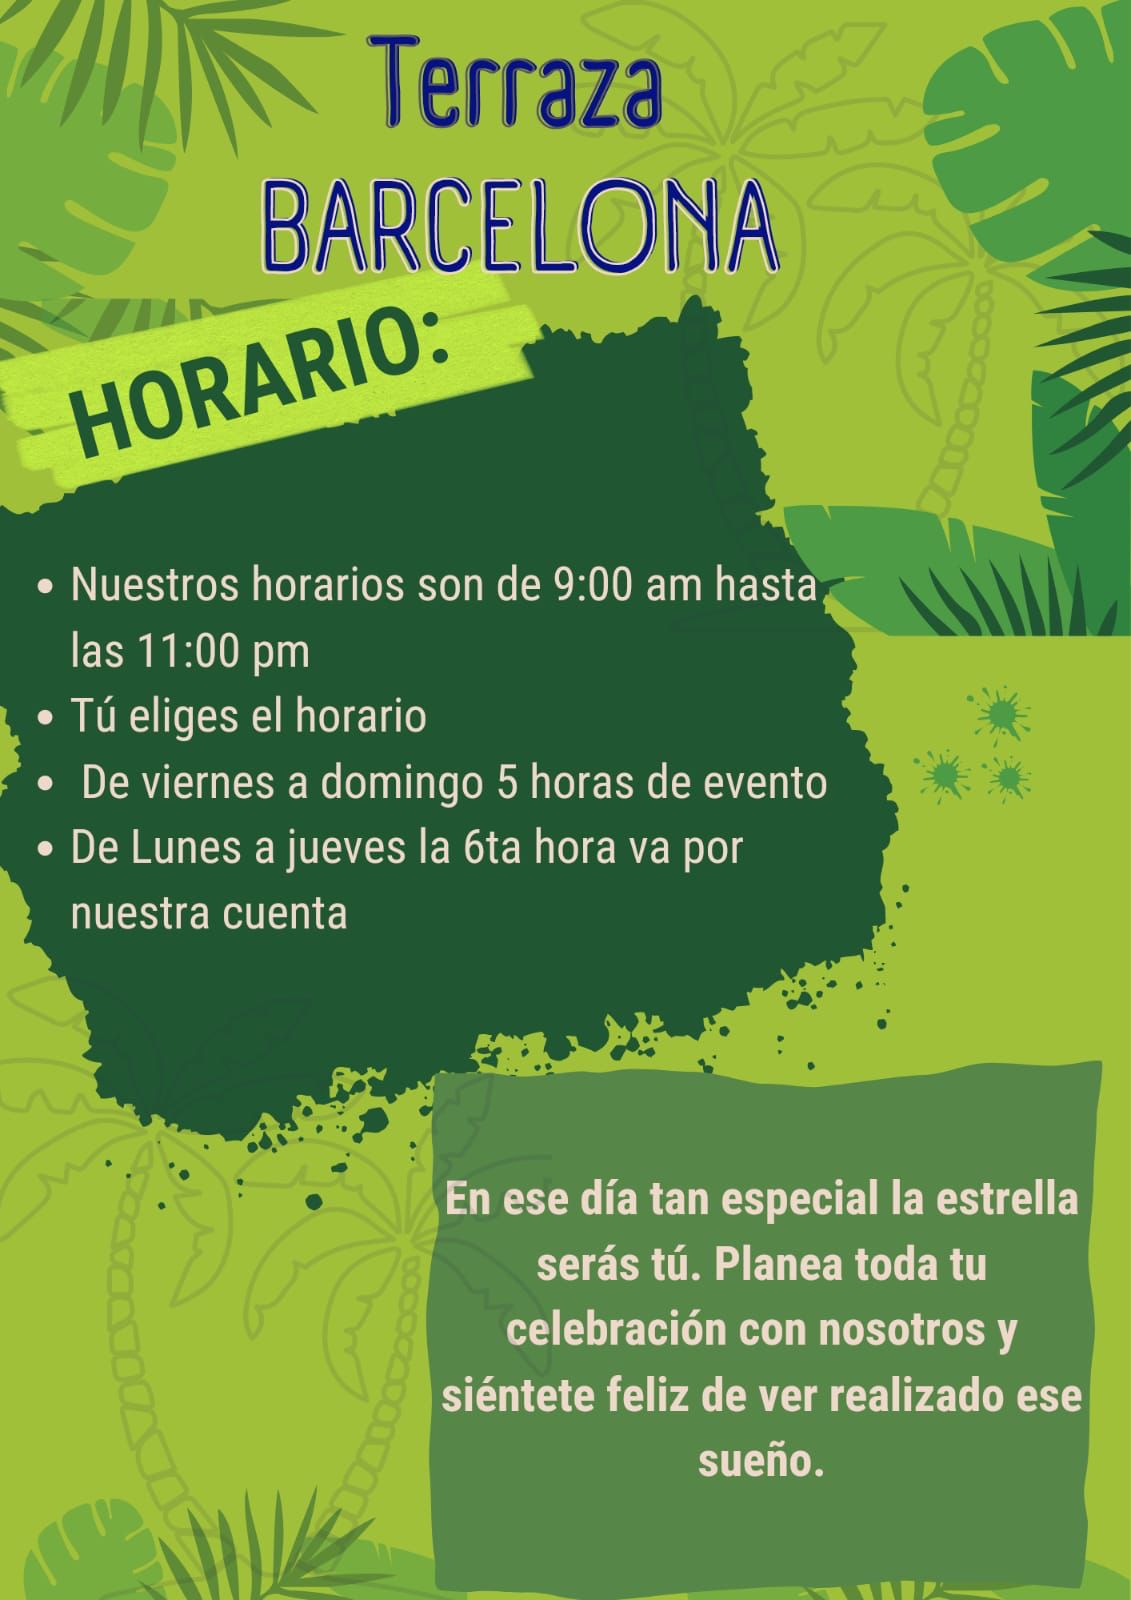 Terraza
BARCELONA
HORARIO:
• Nuestros horarios son de 9:00 am hasta
las 11:00 pm
• Tú eliges el horario
• De viernes a domingo 5 horas de evento
• De Lunes a jueves la 6ta hora va por
nuestra cuenta
En ese día tan especial la estrella
serás tú. Planea toda tu
celebración con nosotros y
siéntete feliz de ver realizado ese
sueño.